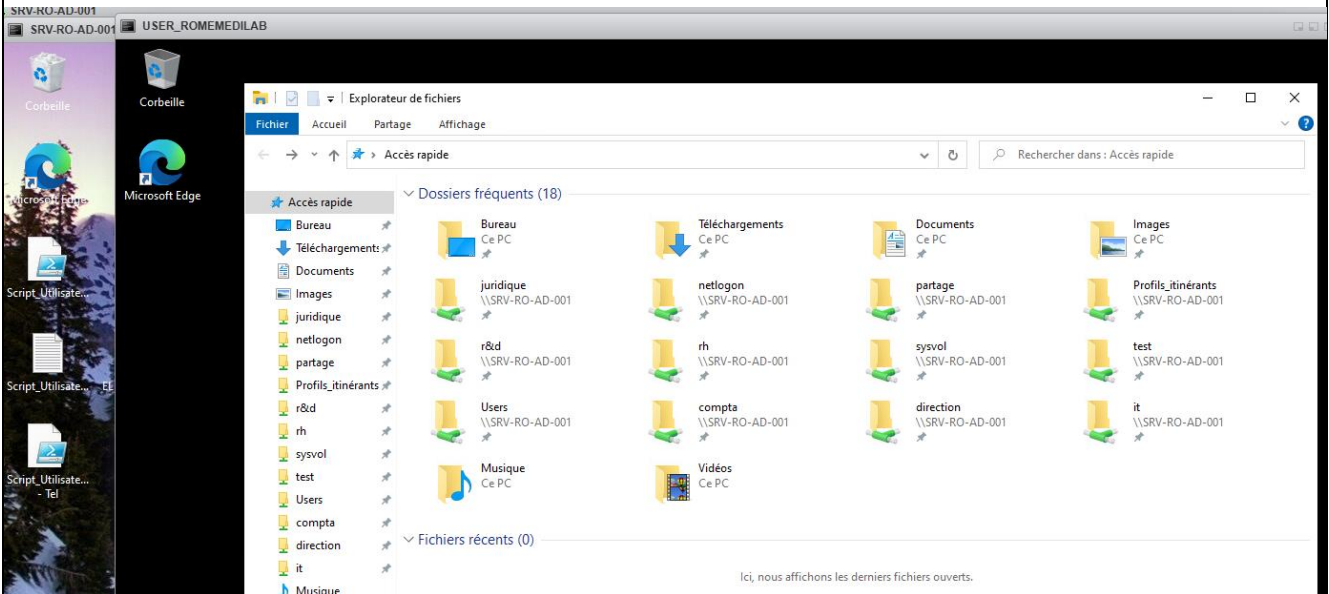 SRV-RO-AD-001
SRV-RO-AD-001
USER_ROMEMEDILAB
Corbeille
Microsoft Edge
Script_Utilisate...
Script_Utilisate...
Script_Utilisate...
- Tel
Corbeille
Microsoft Edge
Explorateur de fichiers
Fichier Accueil Partage Affichage
Accès rapide
Rechercher dans : Accès rapide
Accès rapide
Bureau
Téléchargements
Documents
Images
juridique
netlogon
partage
Profils_itinérants
r&d
rh
sysvol
test
Users
compta
direction
it
Musique
Dossiers fréquents (18)
Bureau
Ce PC
Téléchargements
Ce PC
Documents
Ce PC
Images
Ce PC
juridique
\\SRV-RO-AD-001
netlogon
\\SRV-RO-AD-001
partage
\\SRV-RO-AD-001
Profils_itinérants
\\SRV-RO-AD-001
r&d
\\SRV-RO-AD-001
rh
\\SRV-RO-AD-001
sysvol
\\SRV-RO-AD-001
test
\\SRV-RO-AD-001
Users
\\SRV-RO-AD-001
compta
\\SRV-RO-AD-001
direction
\\SRV-RO-AD-001
it
\\SRV-RO-AD-001
Musique
Ce PC
Vidéos
Ce PC
Fichiers récents (0)
Ici, nous affichons les derniers fichiers ouverts.